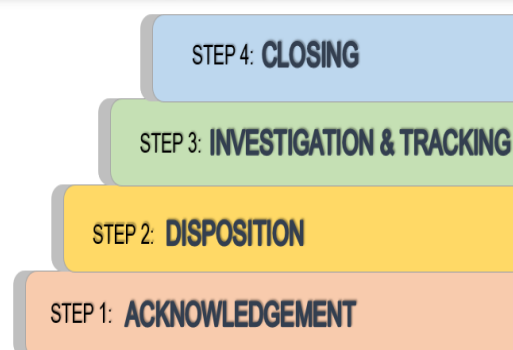 STEP 4: CLOSING
STEP 3: INVESTIGATION & TRACKING
STEP 2: DISPOSITION
STEP 1: ACKNOWLEDGEMENT